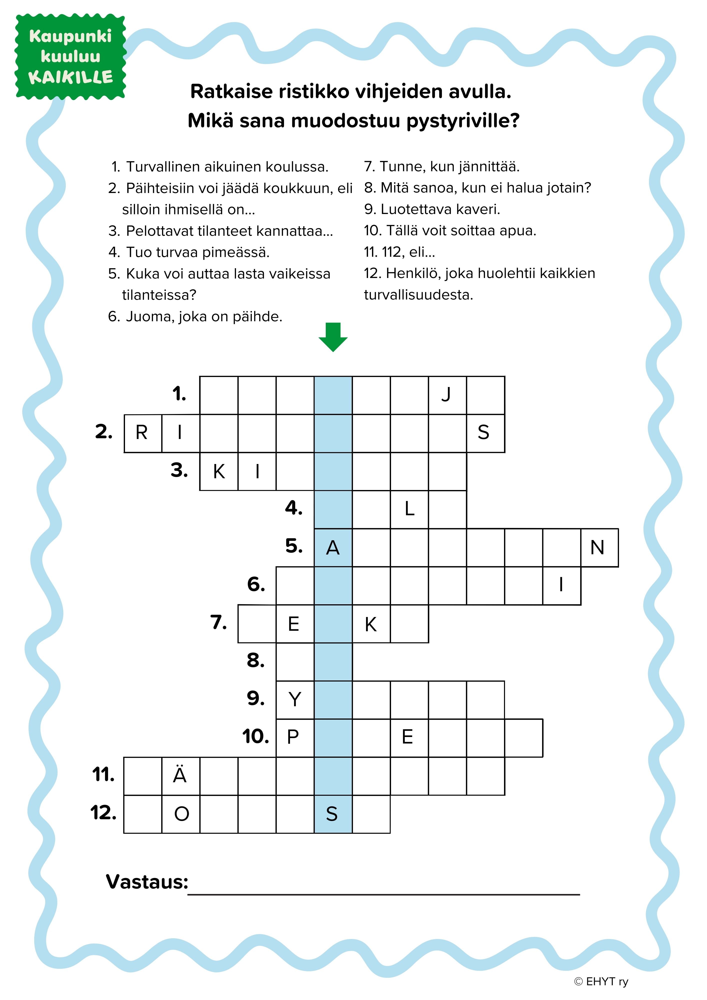 Kaupunki
kuuluu
KAIKILLE
Ratkaise ristikko vihjeiden avulla.
Mikä sana muodostuu pystyriville?
1. Turvallinen aikuinen koulussa.
2. Päihteisiin voi jäädä koukkuun, eli
silloin ihmisellä on...
3. Pelottavat tilanteet kannattaa...
4. Tuo turvaa pimeässä.
5. Kuka voi auttaa lasta vaikeissa
tilanteissa?
6. Juoma, joka on päihde.
7. Tunne, kun jännittää.
8. Mitä sanoa, kun ei halua jotain?
9. Luotettava kaveri.
10. Tällä voit soittaa apua.
11. 112, eli...
12. Henkilö, joka huolehtii kaikkien
turvallisuudesta.
1. J
2. R I S
3. K I
4. L
5. A N
6. I
7. E K
8.
9. Y
10. P E
11. Ä
12. O S
Vastaus:
© EHYT ry